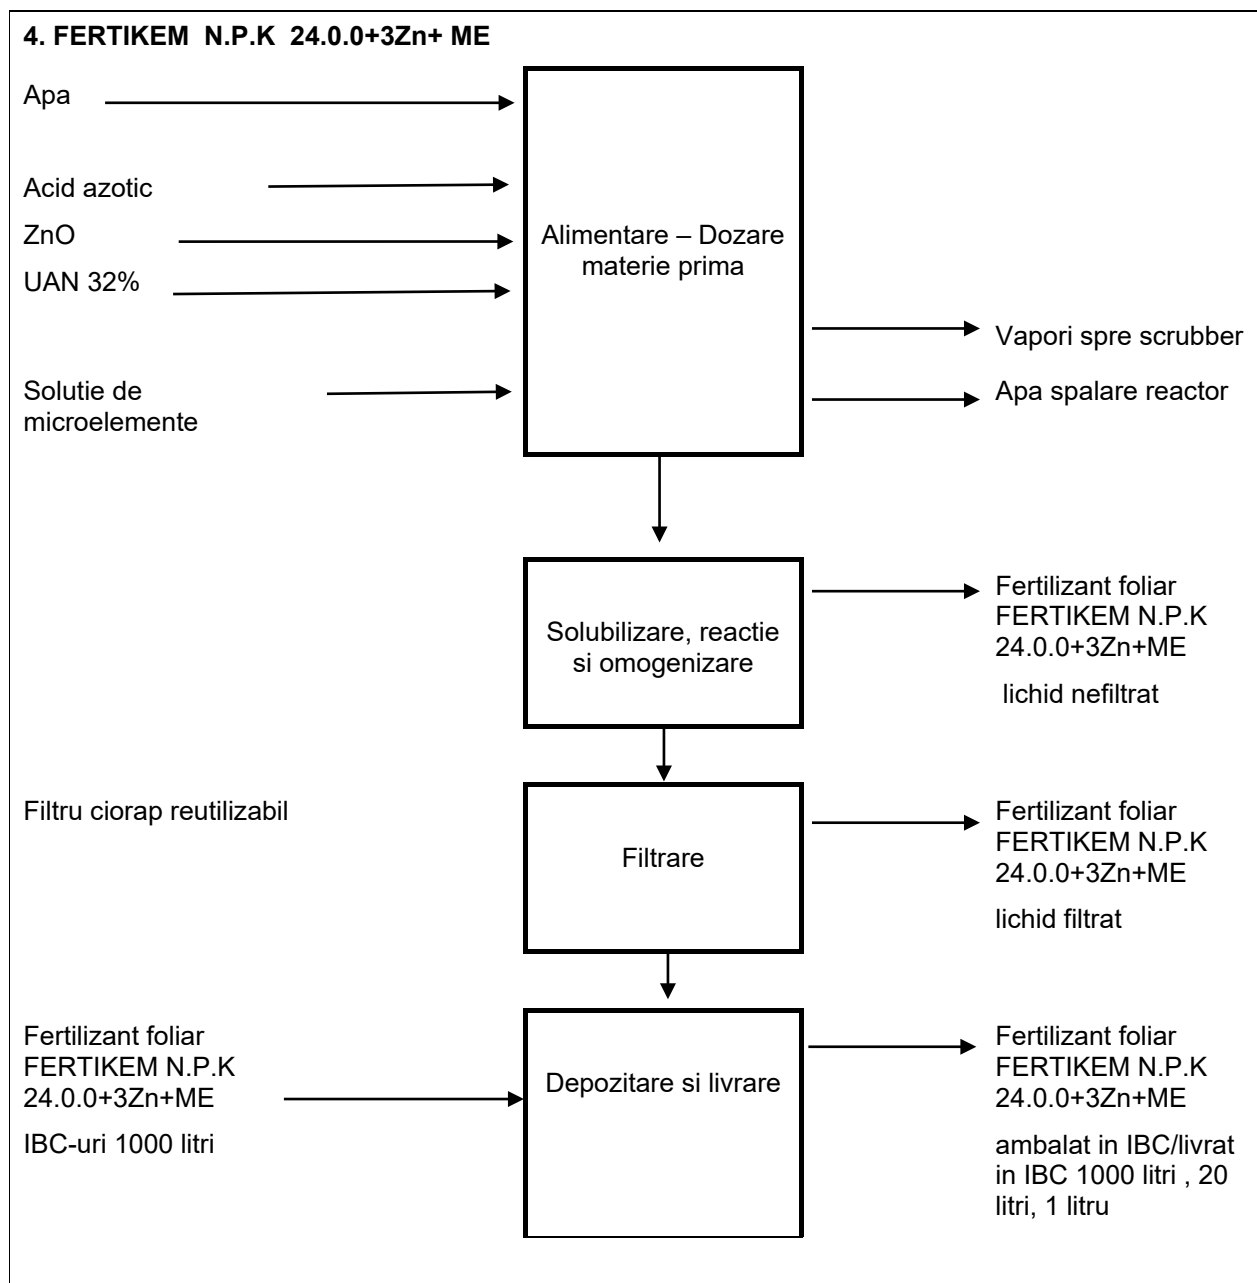 4. FERTIKEM N.P.K 24.0.0+3Zn+ ME
Apa
Acid azotic
ZnO
UAN 32%
Solutie de
microelemente
Alimentare – Dozare
materie prima
Vapori spre scrubber
Apa spalare reactor
Solubilizare, reactie
si omogenizare
Fertilizant foliar
FERTIKEM N.P.K
24.0.0+3Zn+ME
lichid nefiltrat
Filtru ciorap reutilizabil
Filtrare
Fertilizant foliar
FERTIKEM N.P.K
24.0.0+3Zn+ME
lichid filtrat
Fertilizant foliar
FERTIKEM N.P.K
24.0.0+3Zn+ME
IBC-uri 1000 litri
Depozitare si livrare
Fertilizant foliar
FERTIKEM N.P.K
24.0.0+3Zn+ME
ambalat in IBC/livrat
in IBC 1000 litri , 20
litri, 1 litru